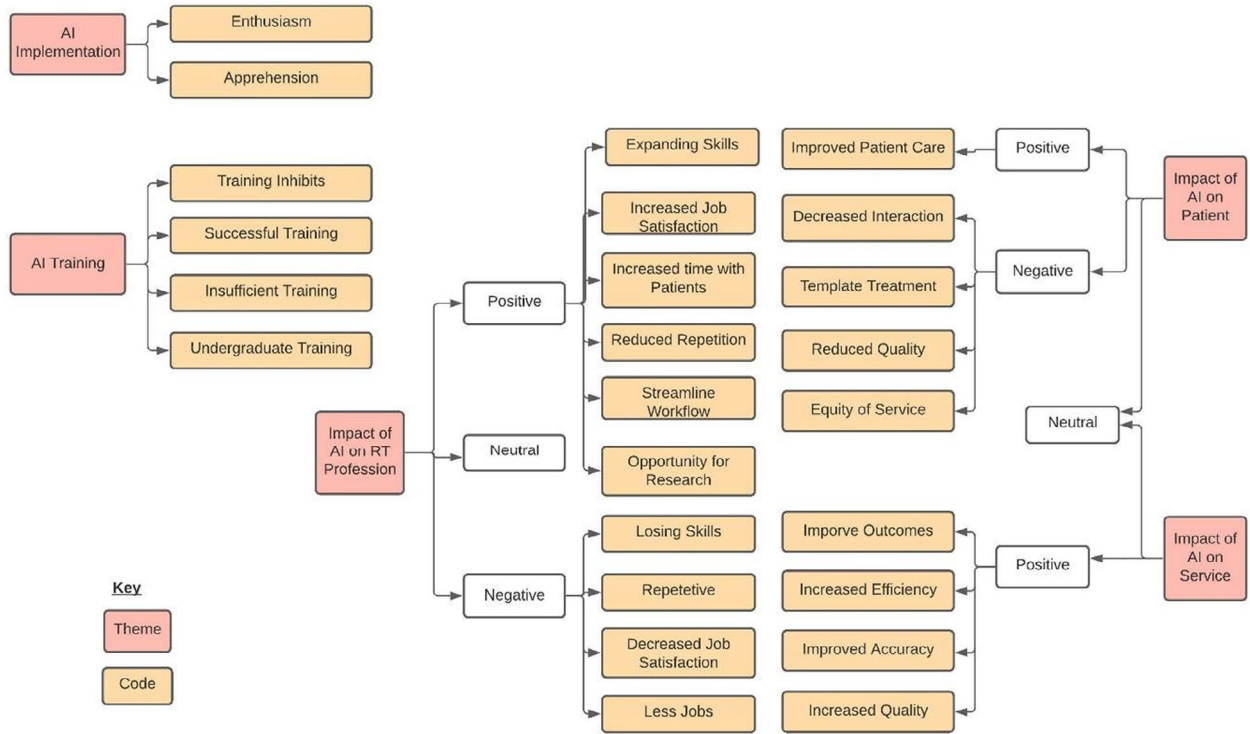 AI
Implementation
Enthusiasm
Apprehension
AI Training
Training Inhibits
Successful Training
Insufficient Training
Undergraduate Training
Impact of
AI on RT
Profession
Positive
Neutral
Negative
Expanding Skills
Increased Job
Satisfaction
Increased time with
Patients
Reduced Repetition
Streamline
Workflow
Opportunity for
Research
Losing Skills
Repetetive
Decreased Job
Satisfaction
Less Jobs
Improved Patient Care
Decreased Interaction
Template Treatment
Reduced Quality
Equity of Service
Positive
Negative
Impact of
AI on
Patient
Neutral
Imporve Outcomes
Increased Efficiency
Improved Accuracy
Increased Quality
Positive
Impact of
AI on
Service
Key
Theme
Code